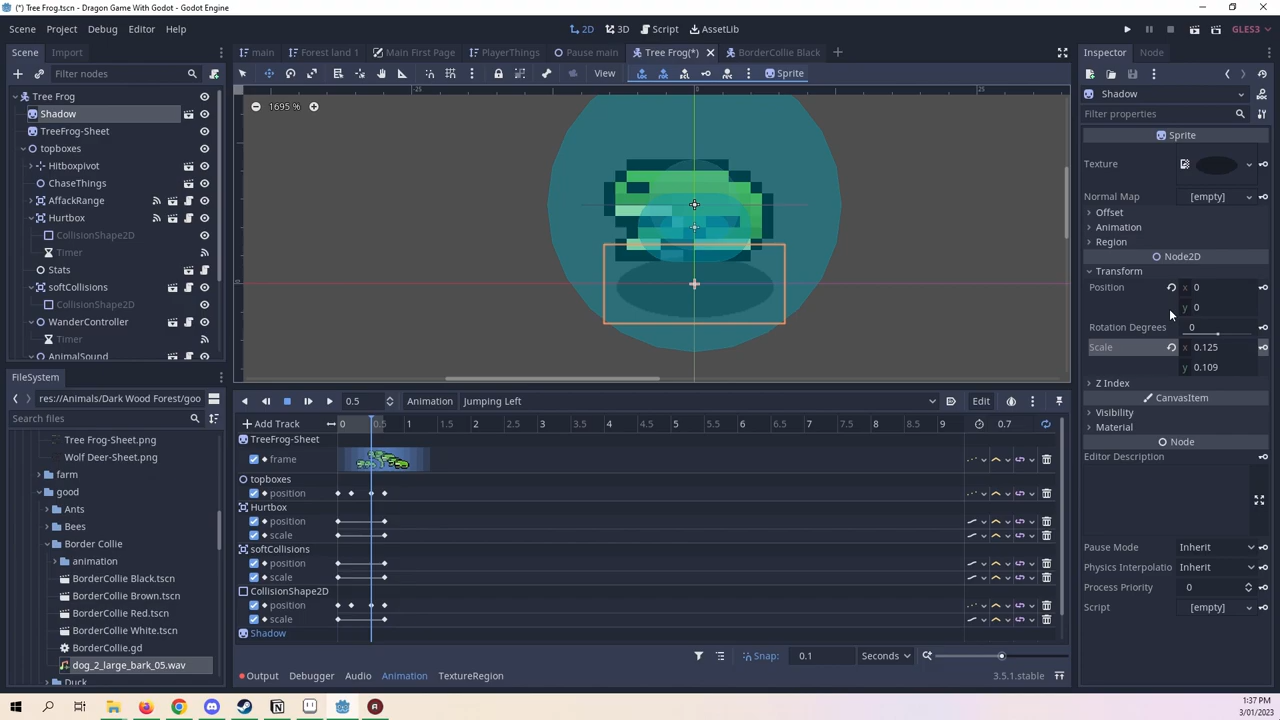 (*) Tree Frog.tscn - Dragon Game With Godot - Godot Engine
Scene Project Debug Editor Help
2D 3D Script AssetLib
GLES3
Scene Import
Filter nodes
Tree Frog
Shadow
TreeFrog-Sheet
topboxes
Hitboxpivot
ChaseThings
AffackRange
Hurtbox
CollisionShape2D
Timer
Stats
softCollisions
CollisionShape2D
WanderController
Timer
AnimalSound
FileSystem
res://Animals/Dark Wood Forest/goo
Search files
Tree Frog-Sheet.png
Wolf Deer-Sheet.png
farm
good
Ants
Bees
Border Collie
animation
BorderCollie Black.tscn
BorderCollie Brown.tscn
BorderCollie Red.tscn
BorderCollie White.tscn
BorderCollie.gd
dog_2_large_bark_05.wav
Duck
main Forest land 1 Main First Page PlayerThings Pause main Tree Frog(*) BorderCollie Black
View Sprite
-25 0 25
1695 %
0.5 Animation Jumping Left Edit
Add Track 0 0.5 1 1.5 2 2.5 3 3.5 4 4.5 5 5.5 6 6.5 7 7.5 8 8.5 9 9.5 0.7
TreeFrog-Sheet
frame
topboxes
position
Hurtbox
position
scale
softCollisions
position
scale
CollisionShape2D
position
scale
Shadow
Snap: 0.1 Seconds
Output Debugger Audio Animation TextureRegion 3.5.1.stable
Inspector Node
Shadow
Filter properties
Sprite
Texture
Normal Map [empty]
Offset
Animation
Region
Node2D
Transform
Position x 0
y 0
Rotation Degrees 0
Scale x 0.125
y 0.109
Z Index
CanvasItem
Visibility
Material
Node
Editor Description
Pause Mode Inherit
Physics Interpolatio Inherit
Process Priority 0
Script [empty]
1:37 PM
3/01/2023